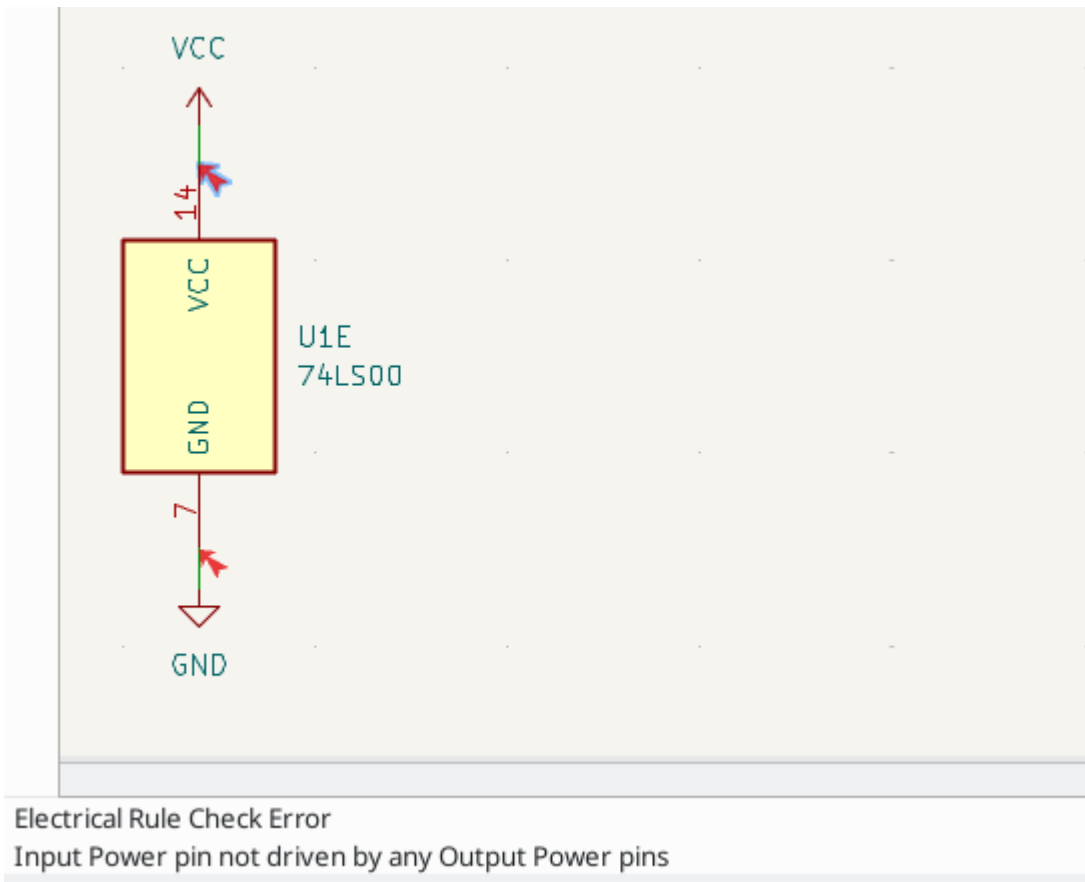 VCC
14
VCC
U1E
74LS00
GND
7
GND
Electrical Rule Check Error
Input Power pin not driven by any Output Power pins